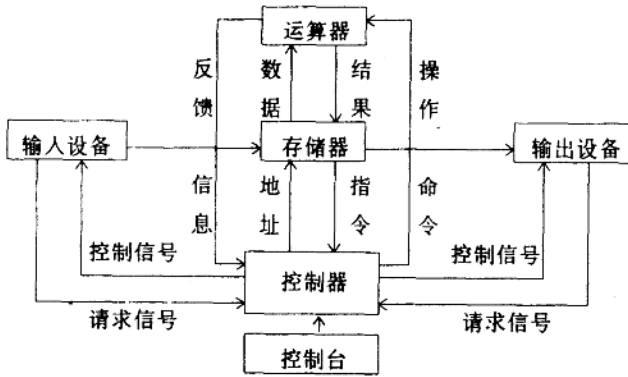 运算器
反馈信息
数据
结果
操作命令
输人设备
存储器
输出设备
地址
指令
控制信号
控制信号
控制器
请求信号
请求信号
控制台